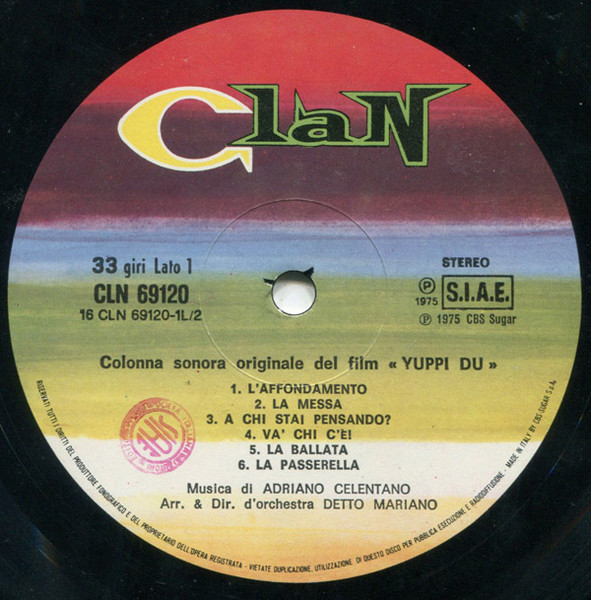 Clan
33 giri Lato 1
CLN 69120
16 CLN 69120-1L/2
STEREO
P 1975
S.I.A.E.
℗ 1975 CBS Sugar
Colonna sonora originale del film « YUPPI DU »
1. L'AFFONDAMENTO
2. LA MESSA
3. A CHI STAI PENSANDO?
4. VA' CHI C'È!
5. LA BALLATA
6. LA PASSERELLA
Musica di ADRIANO CELENTANO
Arr. & Dir. d'orchestra DETTO MARIANO
RISERVATI TUTTI I DIRITTI DEL PRODUTTORE FONOGRAFICO E DEL PROPRIETARIO DELL'OPERA REGISTRATA - VIETATE DUPLICAZIONE, UTILIZZAZIONE DI QUESTO DISCO PER PUBBLICA ESECUZIONE E RADIODIFFUSIONE. - MADE IN ITALY BY CBS SUGAR S.p.A.